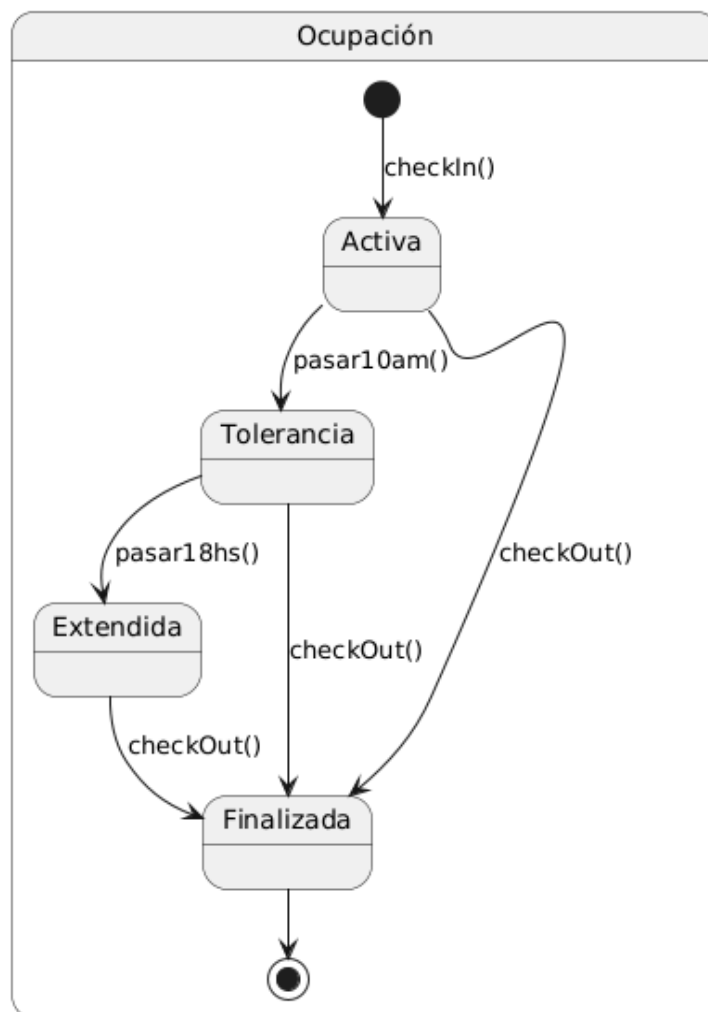 Ocupación
checkIn()
Activa
pasar10am()
Tolerancia
pasar18hs()
checkOut()
Extendida
checkOut()
checkOut()
Finalizada